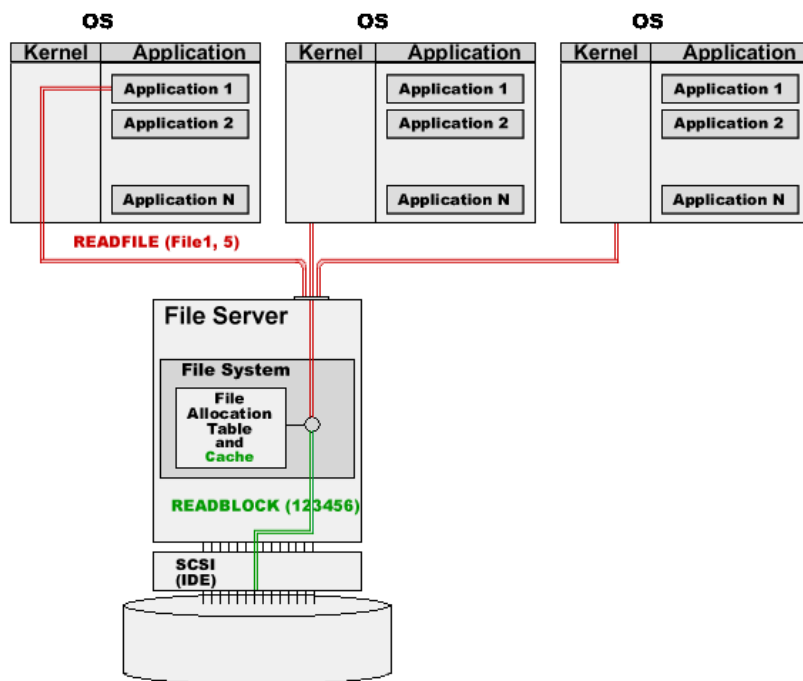 OS OS OS
Kernel Application Kernel Application Kernel Application
Application 1 Application 1 Application 1
Application 2 Application 2 Application 2
Application N Application N Application N
READFILE (File1, 5)
File Server
File System
File
Allocation
Table
and
Cache
READBLOCK (123456)
SCSI
(IDE)